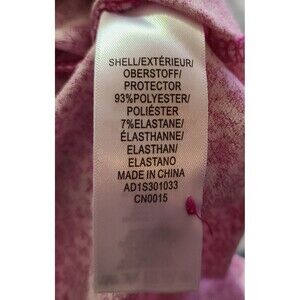 SHELL/EXTÉRIEUR/
OBERSTOFF/
PROTECTOR
93%POLYESTER/
POLIÉSTER
7%ELASTANE/
ÉLASTHANNE/
ELASTHAN/
ELASTANO
MADE IN CHINA
AD1S301033
CN0015